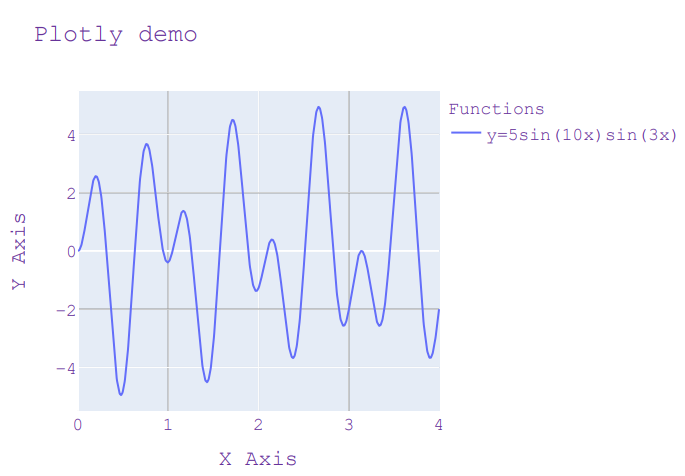 Plotly demo
Functions
y=5sin(10x)sin(3x)
Y Axis
4
2
0
−2
−4
0 1 2 3 4
X Axis